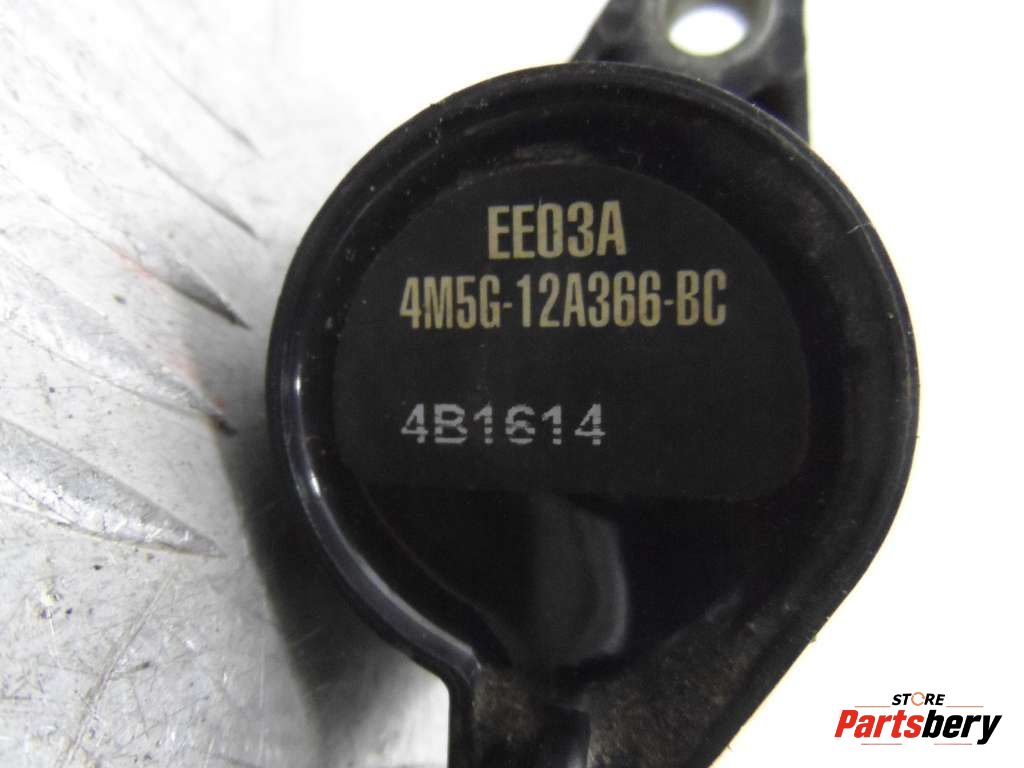 EE03A
4M5G-12A366-BC
4B1614
STORE
Partsbery